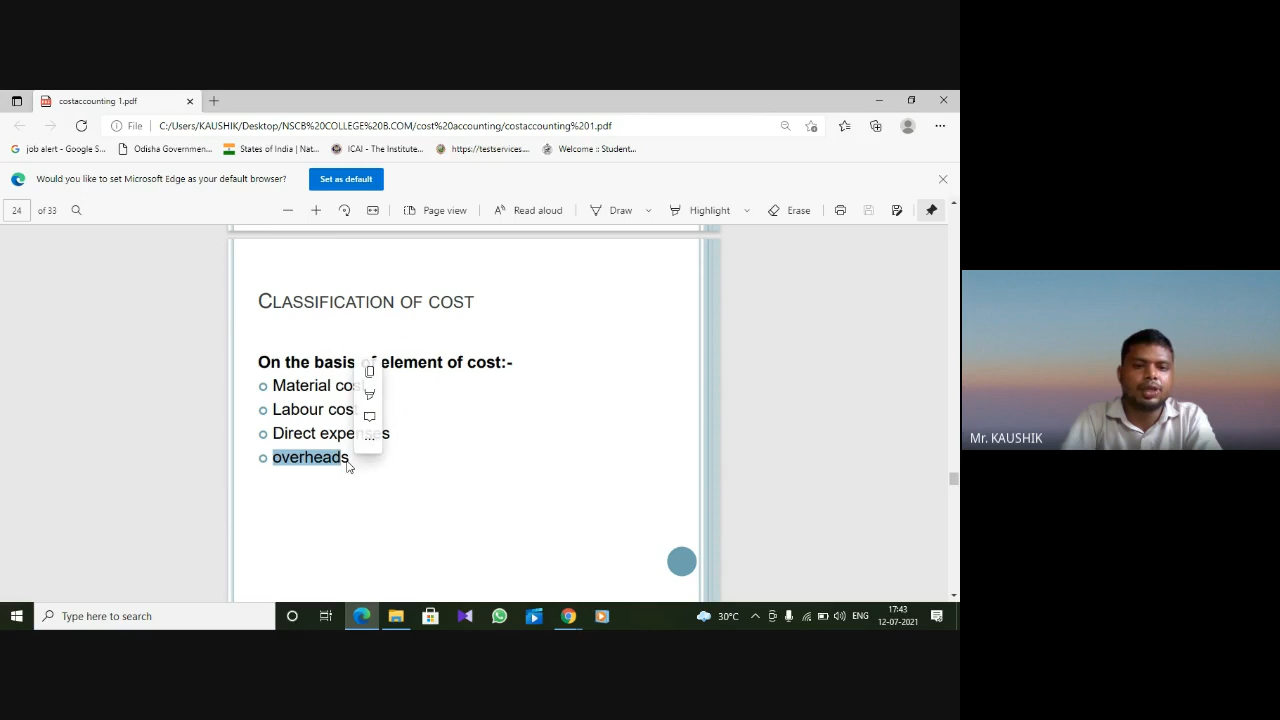 costaccounting 1.pdf
File
C:/Users/KAUSHIK/Desktop/NSCB%20COLLEGE%20B.COM/cost%20accounting/costaccounting%201.pdf
job alert - Google S...
Odisha Governmen...
States of India | Nat...
ICAI - The Institute...
https://testservices....
Welcome :: Student...
Would you like to set Microsoft Edge as your default browser?
Set as default
24 of 33
Page view
Read aloud
Draw
Highlight
Erase
CLASSIFICATION OF COST
On the basis of element of cost:-
Material cost
Labour cost
Direct expenses
overheads
Mr. KAUSHIK
Type here to search
30°C
ENG
17:43
12-07-2021